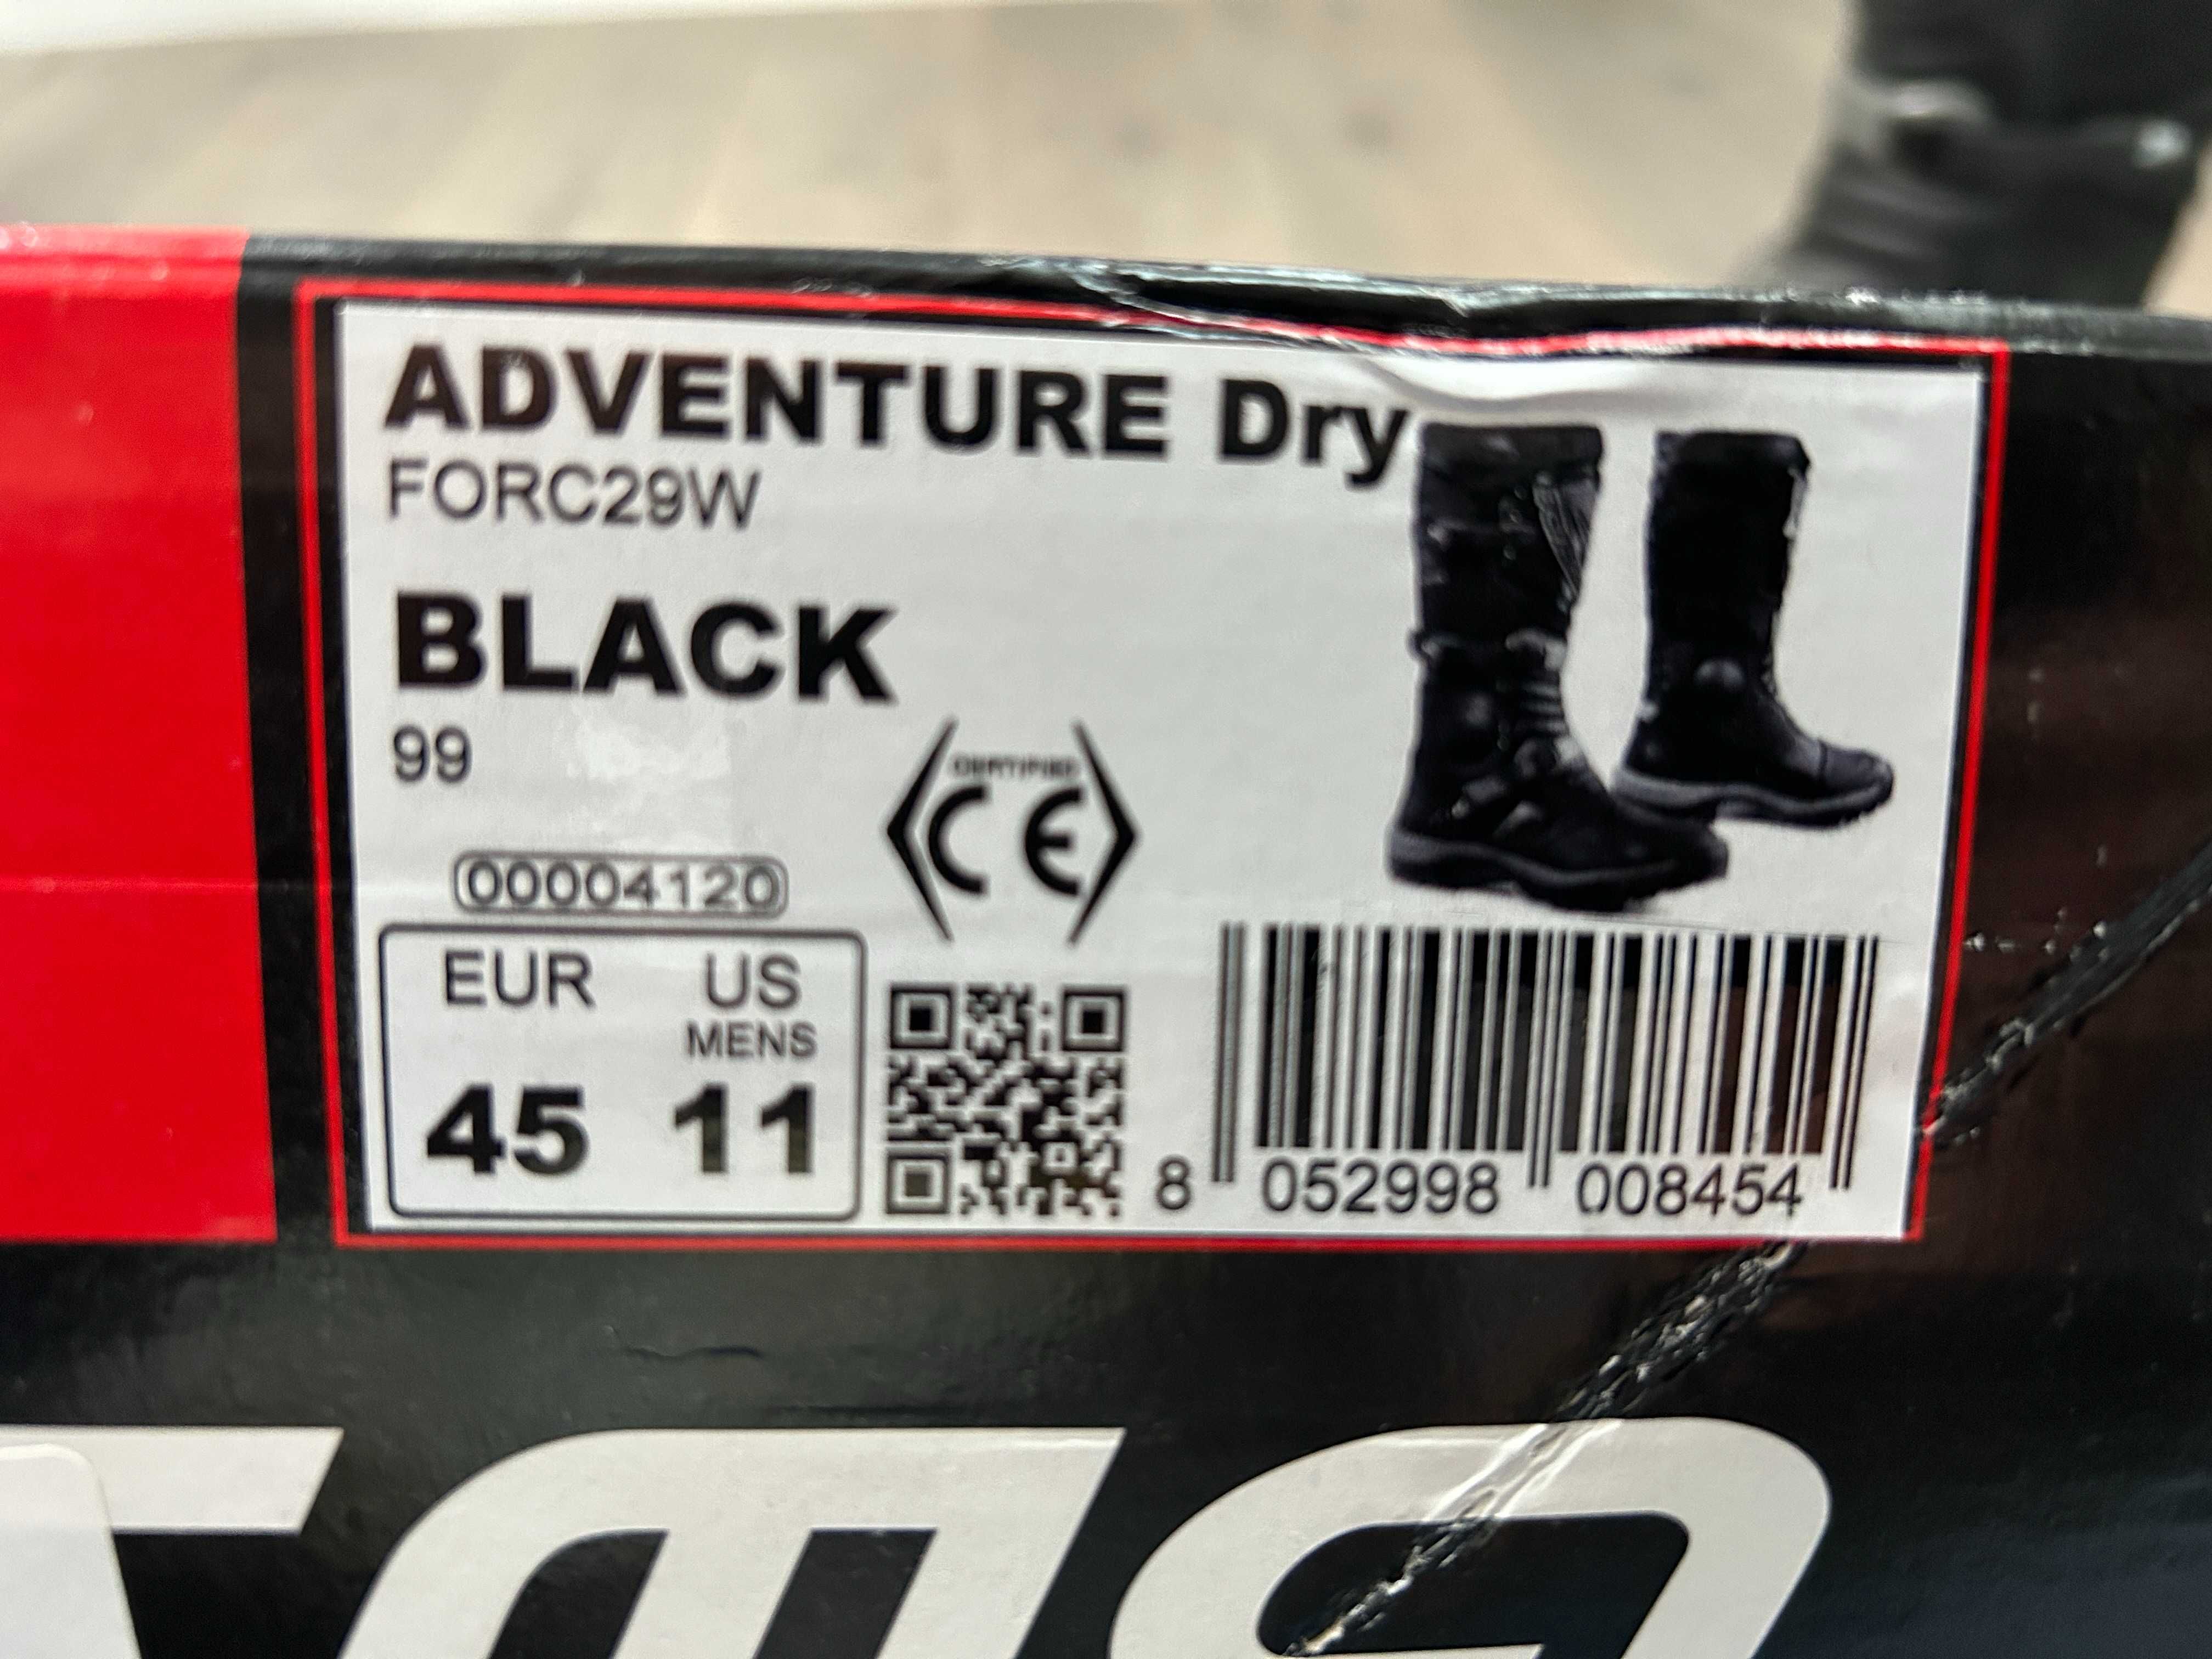 ADVENTURE Dry
FORC29W
BLACK
99
CERTIFIED
CE
00004120
EUR US
MENS
45 11
8 052998 008454